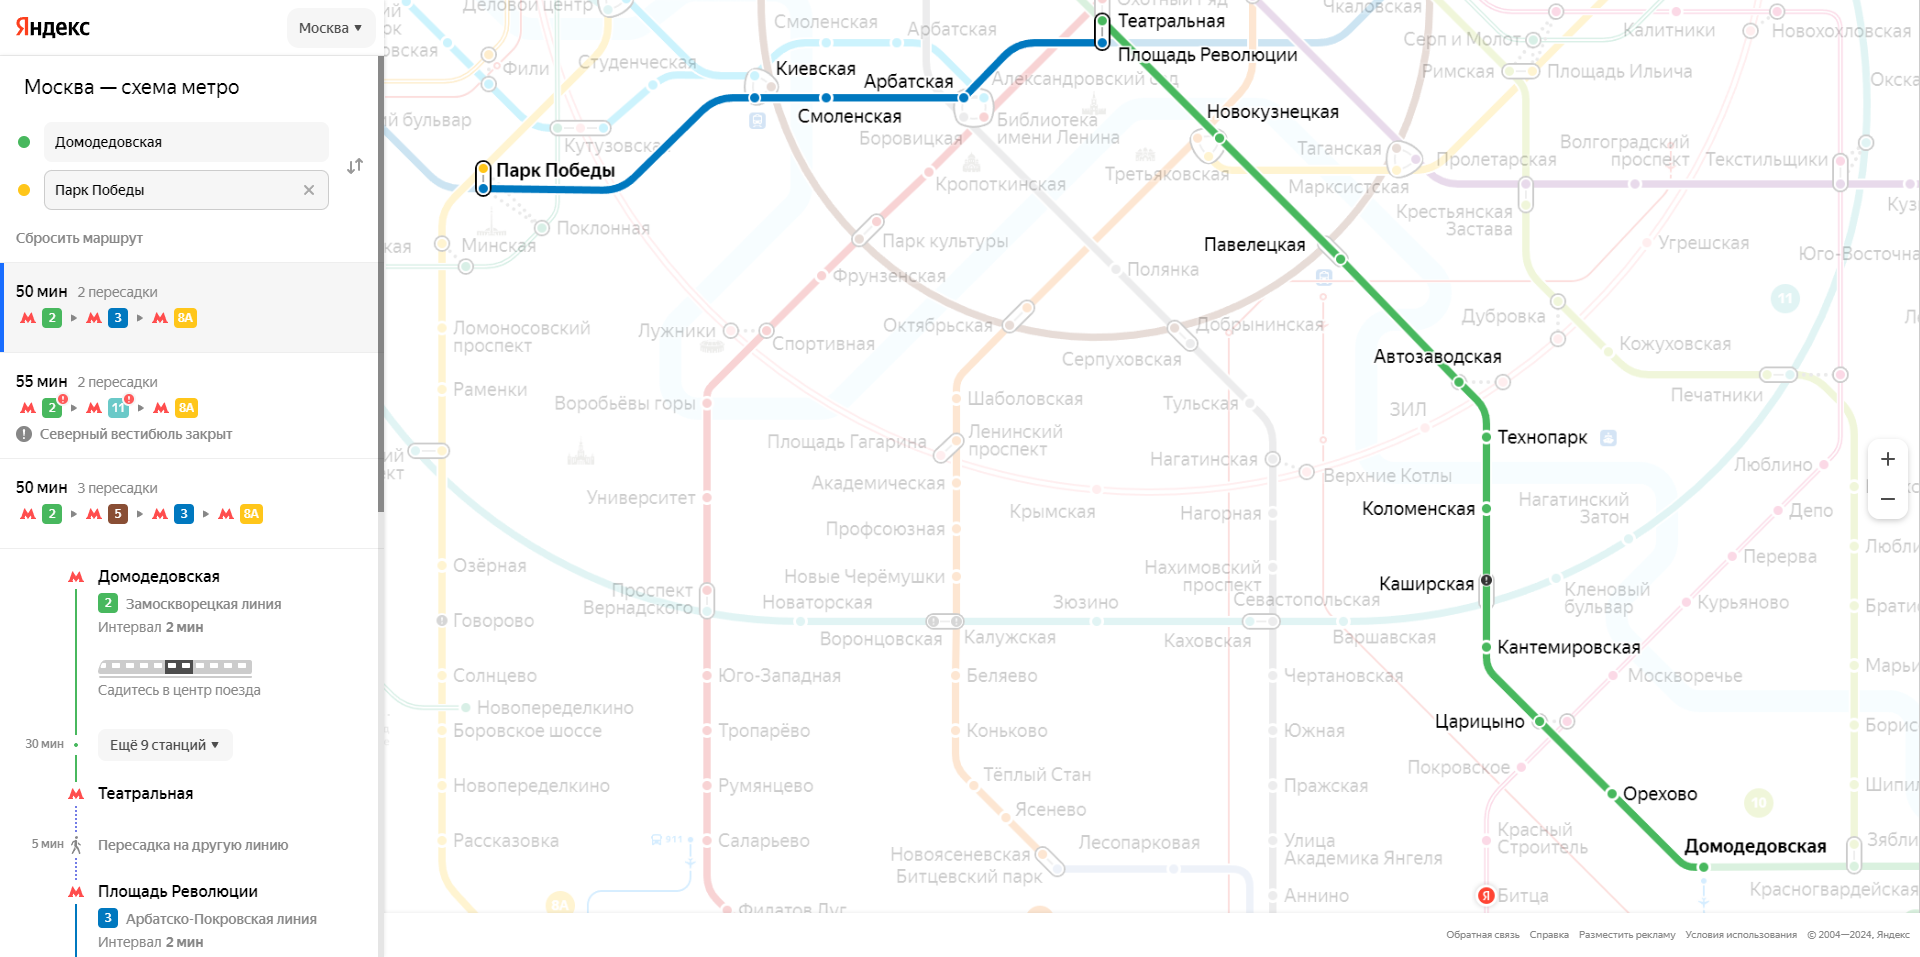 Яндекс
Москва
Москва — схема метро
Домодедовская
Парк Победы
Сбросить маршрут
50 мин 2 пересадки
2 3 8А
55 мин 2 пересадки
2 11 8А
Северный вестибюль закрыт
50 мин 3 пересадки
2 5 3 8А
Домодедовская
2 Замоскворецкая линия
Интервал 2 мин
Садитесь в центр поезда
30 мин
Ещё 9 станций
Театральная
5 мин
Пересадка на другую линию
Площадь Революции
3 Арбатско-Покровская линия
Интервал 2 мин
Деловой центр
Смоленская
Арбатская
Охотный Ряд
Театральная
Площадь Революции
Чкаловская
Серп и Молот
Калитники
Новохохловская
Римская
Площадь Ильича
Окска
Фили
Студенческая
Киевская
Арбатская
Александровский сад
Смоленская
Библиотека
имени Ленина
Боровицкая
Новокузнецкая
ий бульвар
Кутузовская
Парк Победы
Кропоткинская
Третьяковская
Таганская
Марксистская
Пролетарская
Волгоградский
проспект
Текстильщики
Крестьянская
Застава
Кузь
Поклонная
Минская
Парк культуры
Полянка
Павелецкая
Угрешская
Юго-Восточна
Фрунзенская
11
Ломоносовский
проспект
Лужники
Спортивная
Октябрьская
Добрынинская
Серпуховская
Дубровка
Кожуховская
Автозаводская
Печатники
Раменки
Воробьёвы горы
Шаболовская
Тульская
ЗИЛ
Площадь Гагарина
Ленинский
проспект
Нагатинская
Верхние Котлы
Технопарк
Люблино
Университет
Академическая
Крымская
Нагорная
Коломенская
Нагатинский
Затон
Депо
Профсоюзная
Перерва
Любли
Озёрная
Проспект
Вернадского
Новые Черёмушки
Нахимовский
проспект
Каширская
Кленовый
бульвар
Курьяново
Братис
Новаторская
Зюзино
Севастопольская
Говорово
Воронцовская
Калужская
Каховская
Варшавская
Кантемировская
Солнцево
Юго-Западная
Беляево
Чертановская
Москворечье
Марьи
Новопеределкино
Боровское шоссе
Тропарёво
Коньково
Южная
Царицыно
Борис
Покровское
Новопеределкино
Румянцево
Тёплый Стан
Пражская
Орехово
Шипил
10
Ясенево
Рассказовка
911
Саларьево
Лесопарковая
Новоясеневская
Битцевский парк
Улица
Академика Янгеля
Красный
Строитель
Домодедовская
Зябли
Красногвардейская
8А
Филатов Луг
Аннино
Я
Битца
Обратная связь Справка Разместить рекламу Условия использования © 2004—2024, Яндекс